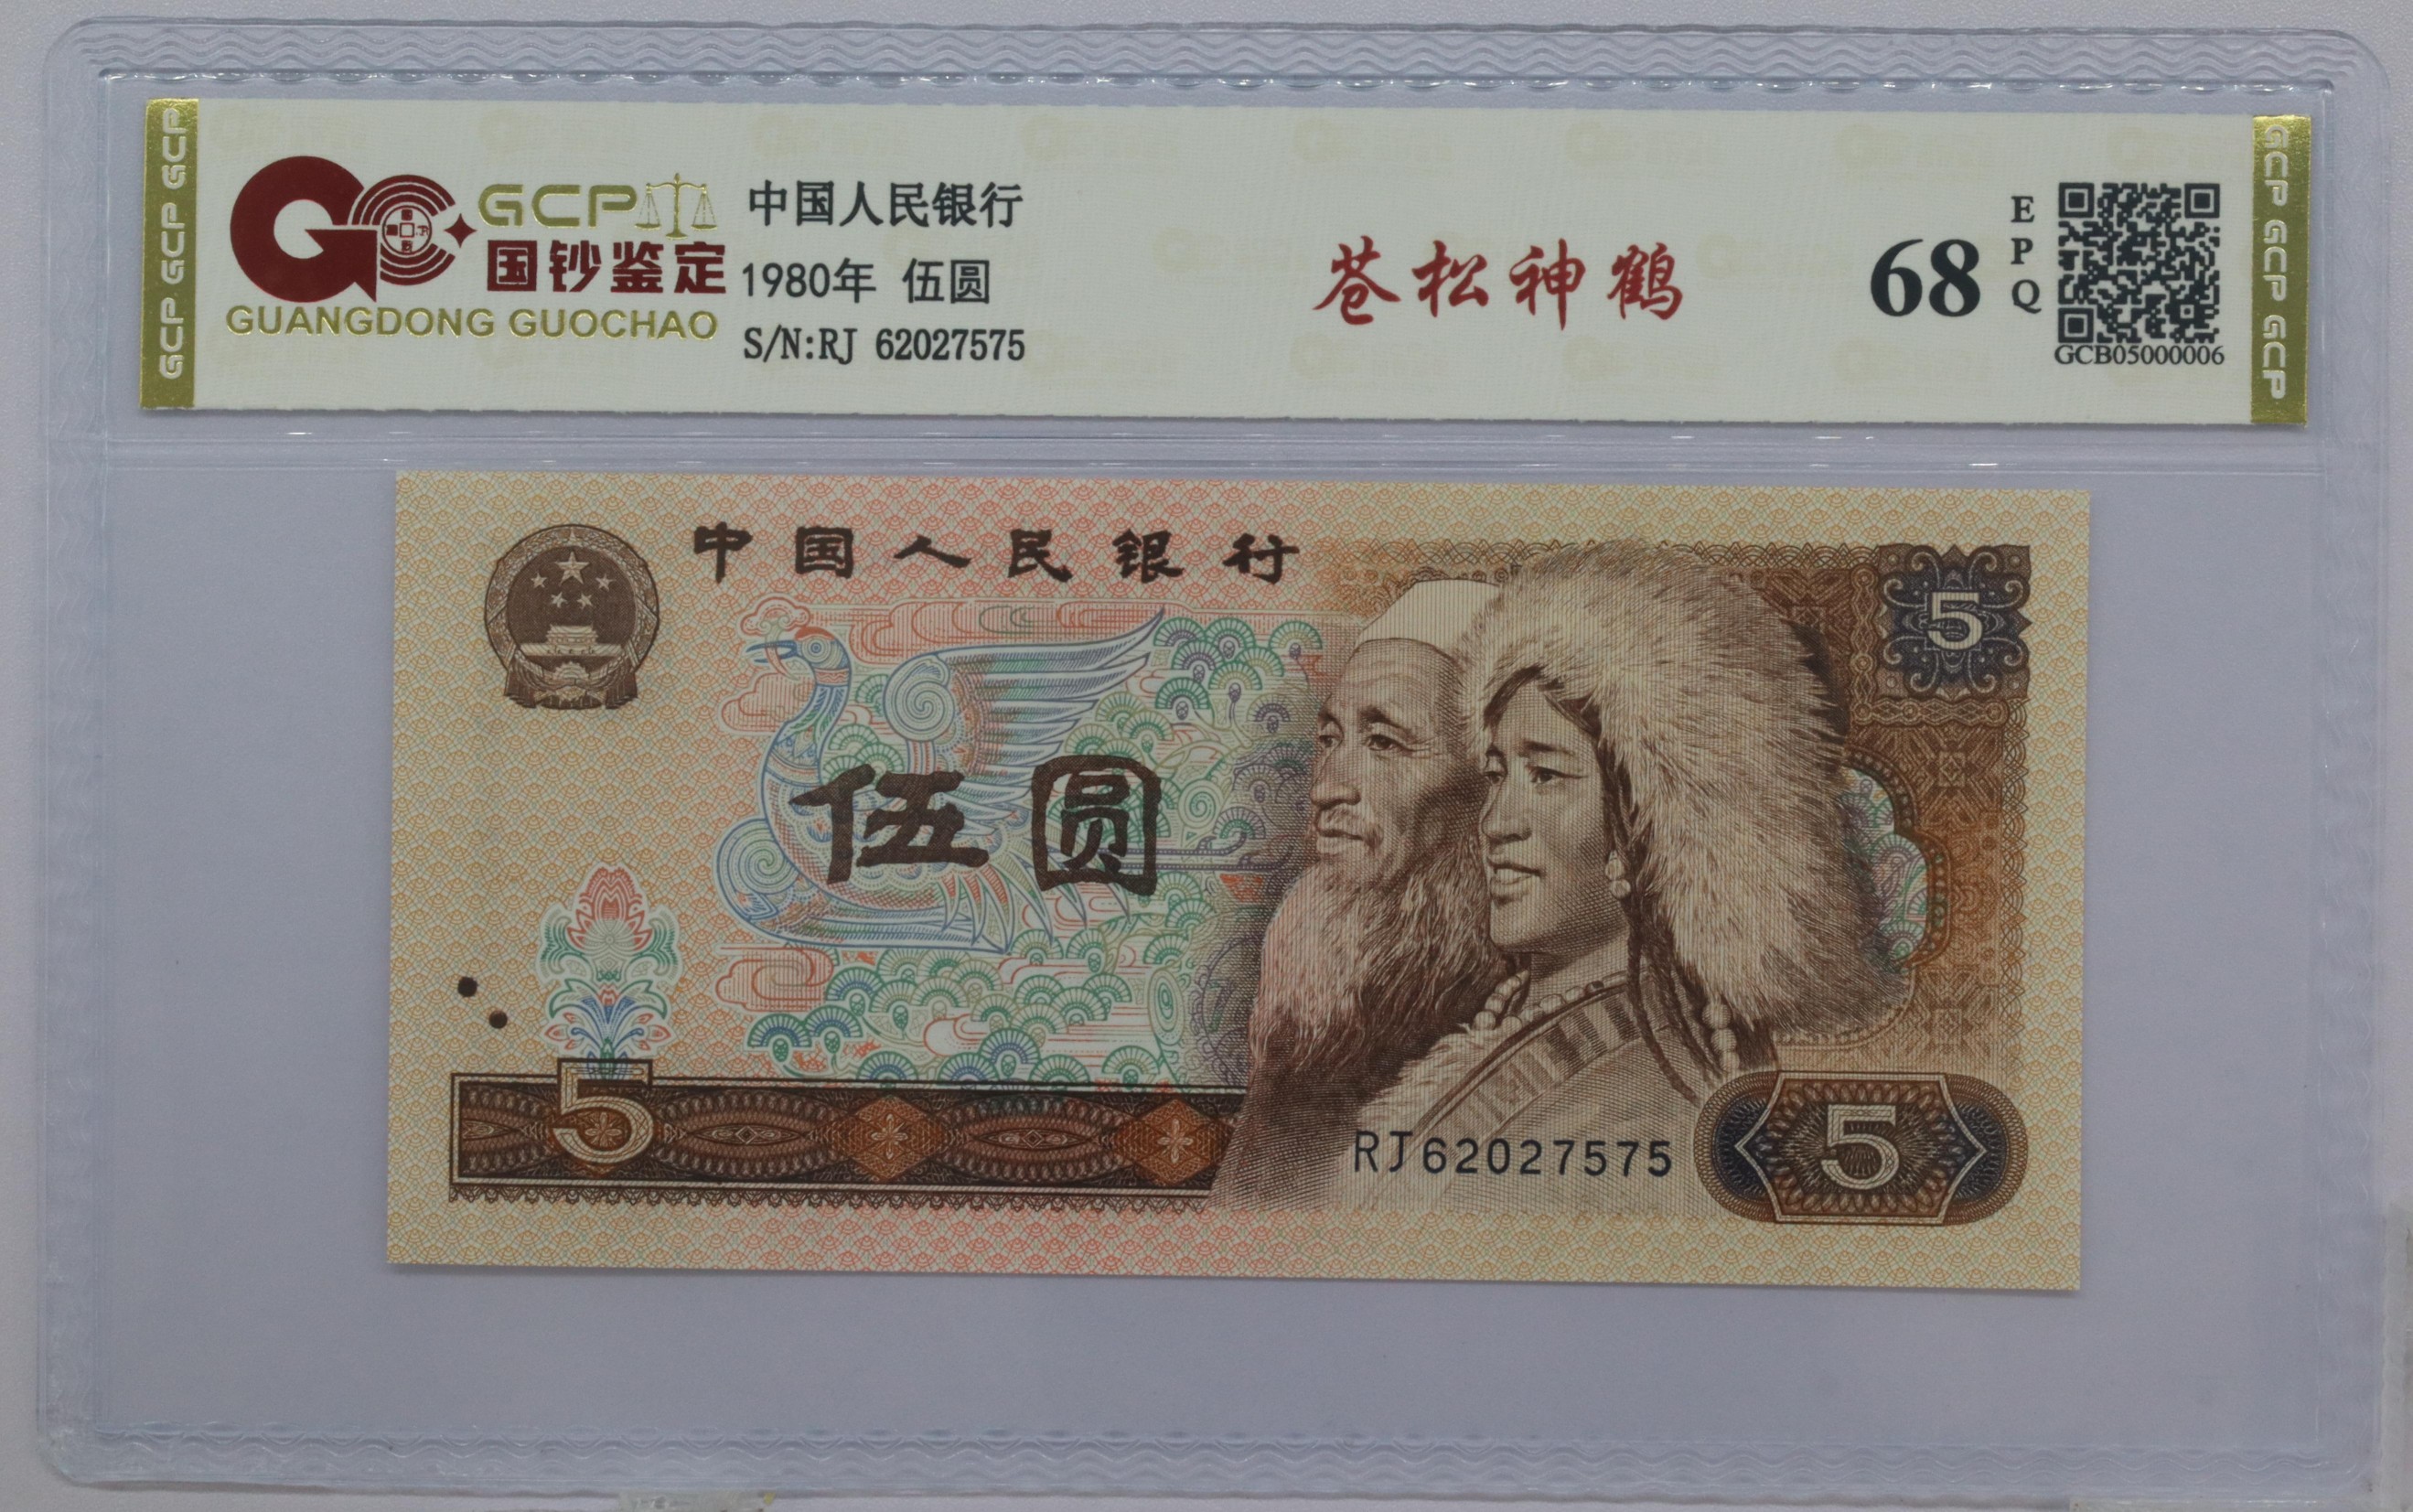 GCP GCP GCP
GCP
国钞鉴定
GUANGDONG GUOCHAO
中国人民银行
1980年 伍圆
S/N:RJ 62027575
苍松神鹤
68
EPQ
GCB05000006
GCP GCP GCP
中国人民银行
5
伍圆
5
RJ62027575
5